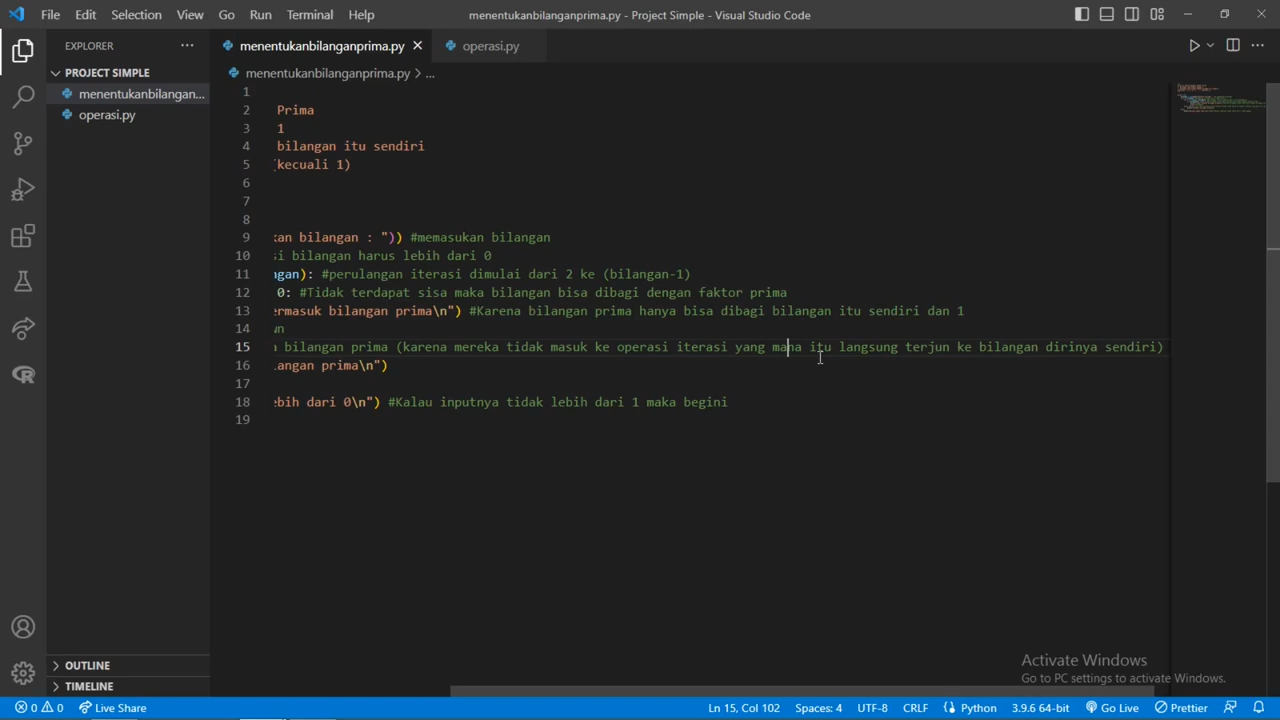 File Edit Selection View Go Run Terminal Help
menentukanbilanganprima.py - Project Simple - Visual Studio Code
EXPLORER
PROJECT SIMPLE
menentukanbilangan...
operasi.py
OUTLINE
TIMELINE
menentukanbilanganprima.py
operasi.py
menentukanbilanganprima.py > ...
1
2 Prima
3 1
4 bilangan itu sendiri
5 (kecuali 1)
6
7
8
9 kan bilangan : ")) #memasukan bilangan
10 si bilangan harus lebih dari 0
11 ngan): #perulangan iterasi dimulai dari 2 ke (bilangan-1)
12 0: #Tidak terdapat sisa maka bilangan bisa dibagi dengan faktor prima
13 ermasuk bilangan prima\n") #Karena bilangan prima hanya bisa dibagi bilangan itu sendiri dan 1
14 wn
15 bilangan prima (karena mereka tidak masuk ke operasi iterasi yang mana itu langsung terjun ke bilangan dirinya sendiri)
16 langan prima\n")
17
18 ebih dari 0\n") #Kalau inputnya tidak lebih dari 1 maka begini
19
Activate Windows
Go to PC settings to activate Windows.
0 0 Live Share
Ln 15, Col 102 Spaces: 4 UTF-8 CRLF Python 3.9.6 64-bit Go Live Prettier